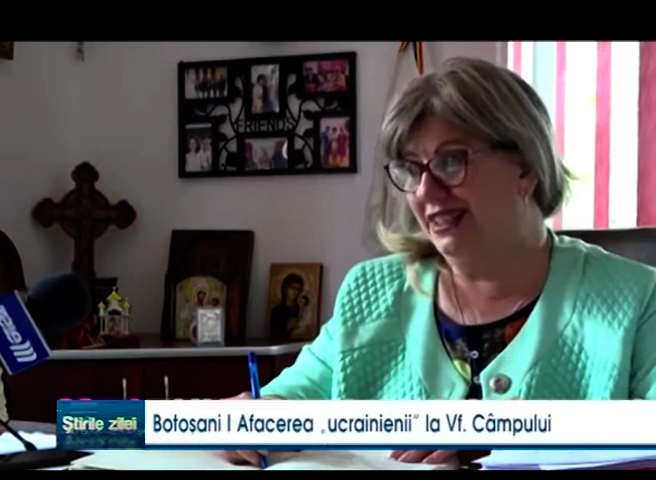 FRIENDS
Știrile zilei
Botoșani | Afacerea „ucrainienii” la Vf. Câmpului